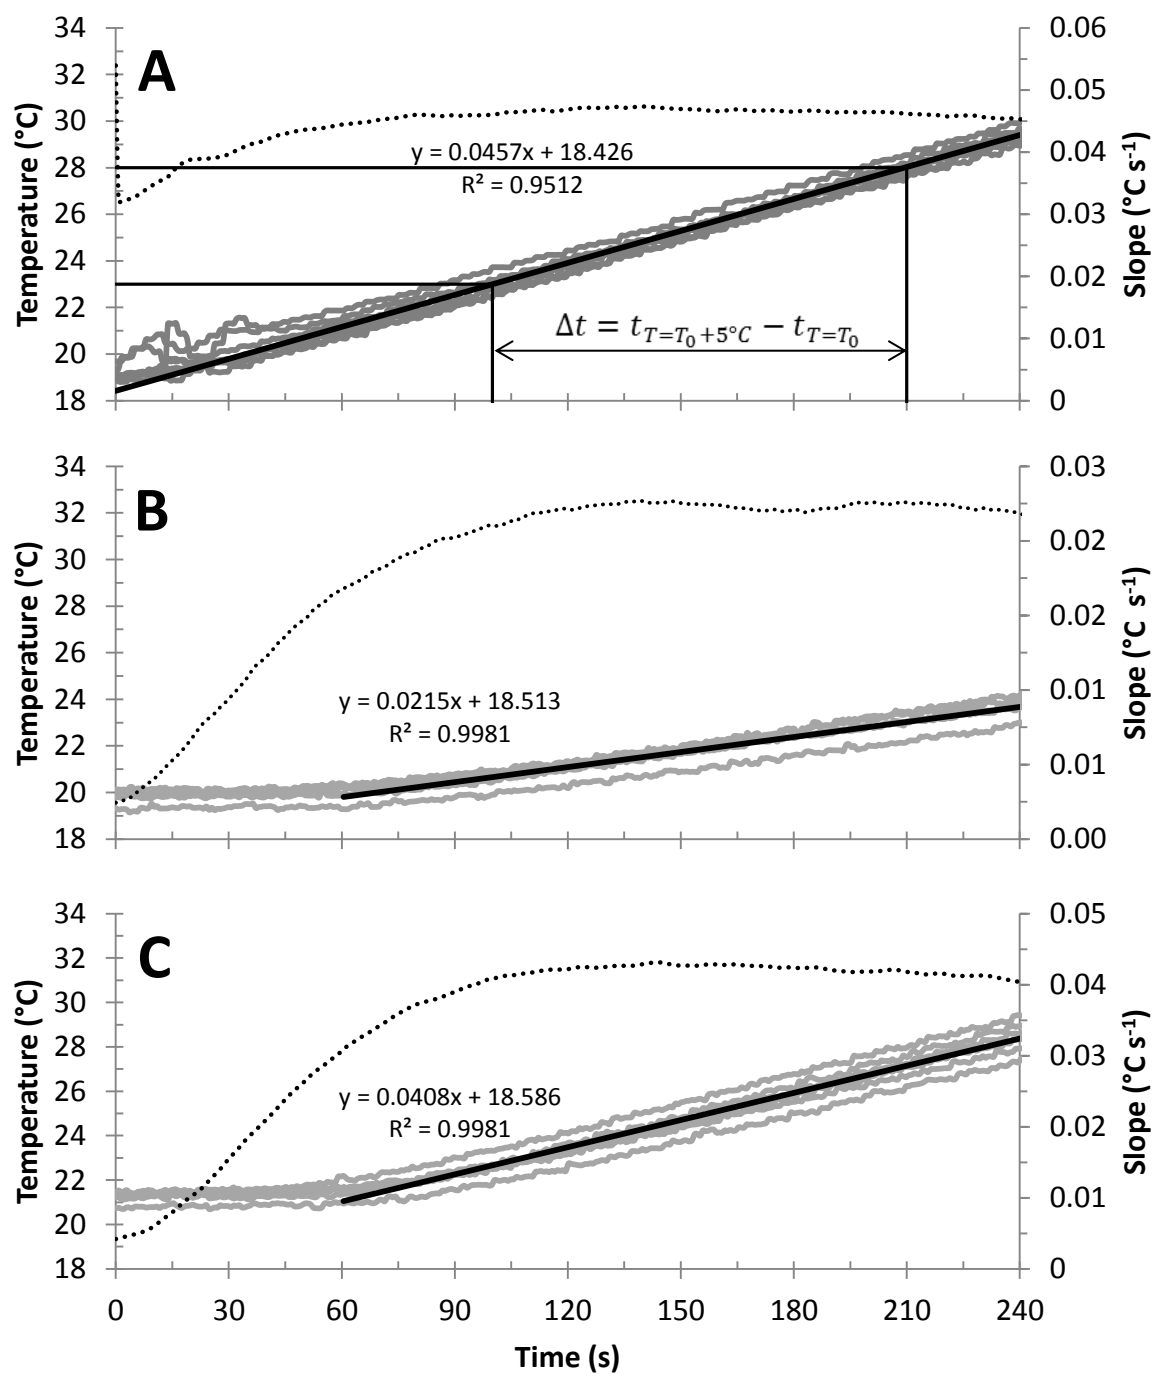 A
34
32
30
28
26
24
22
20
18
Temperature (°C)
y = 0.0457x + 18.426
R² = 0.9512
Δt = t_{T=T₀+5°C} − t_{T=T₀}
0.06
0.05
0.04
0.03
0.02
0.01
0
Slope (°C s⁻¹)
B
34
32
30
28
26
24
22
20
18
Temperature (°C)
y = 0.0215x + 18.513
R² = 0.9981
0.03
0.02
0.02
0.01
0.01
0.00
Slope (°C s⁻¹)
C
34
32
30
28
26
24
22
20
18
Temperature (°C)
y = 0.0408x + 18.586
R² = 0.9981
0.05
0.04
0.03
0.02
0.01
0
Slope (°C s⁻¹)
0 30 60 90 120 150 180 210 240
Time (s)